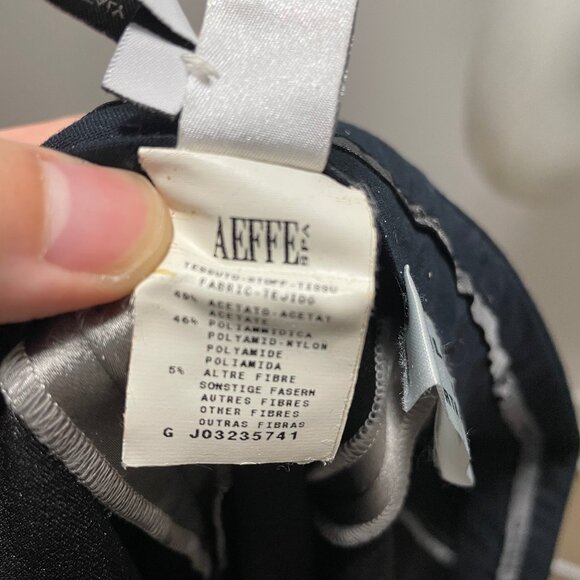 AEFFE SPA
TESSUTO-STOFF-TISSU
FABRIC-TEJIDO
49% ACETATO-ACETAT
ACETATE
46% POLIAMMIDICA
POLYAMID-NYLON
POLYAMIDE
POLIAMIDA
5% ALTRE FIBRE
SONSTIGE FASERN
AUTRES FIBRES
OTHER FIBRES
OUTRAS FIBRAS
G J03235741